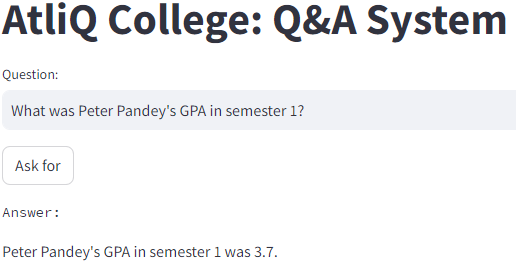 AtliQ College: Q&A System
Question:
What was Peter Pandey's GPA in semester 1?
Ask for
Answer:
Peter Pandey's GPA in semester 1 was 3.7.